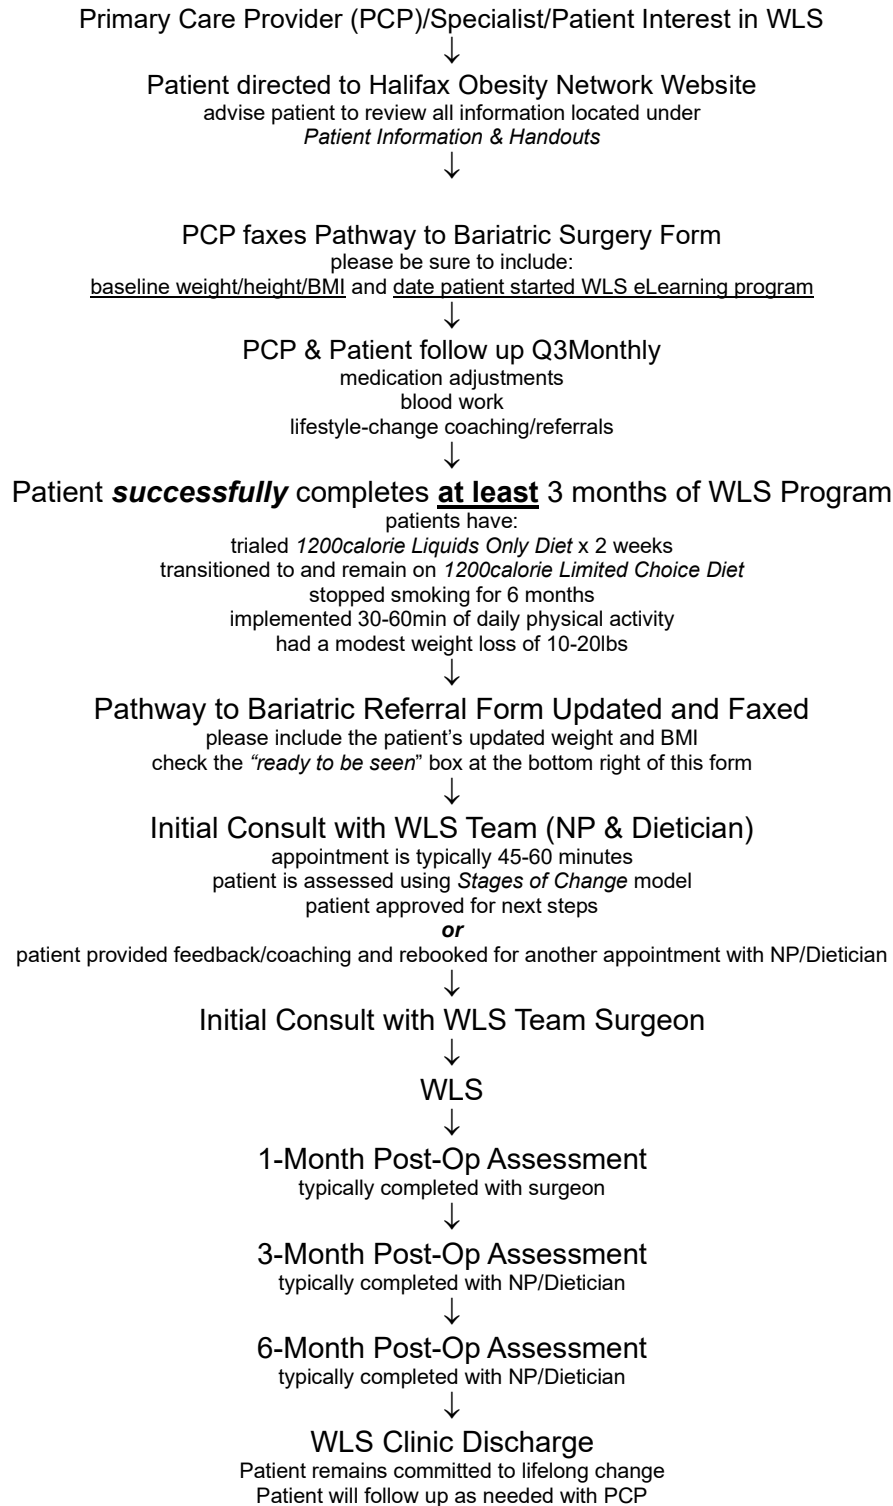 Primary Care Provider (PCP)/Specialist/Patient Interest in WLS
↓
Patient directed to Halifax Obesity Network Website
advise patient to review all information located under
Patient Information & Handouts
↓
PCP faxes Pathway to Bariatric Surgery Form
please be sure to include:
baseline weight/height/BMI and date patient started WLS eLearning program
↓
PCP & Patient follow up Q3Monthly
medication adjustments
blood work
lifestyle-change coaching/referrals
↓
Patient successfully completes at least 3 months of WLS Program
patients have:
trialed 1200calorie Liquids Only Diet x 2 weeks
transitioned to and remain on 1200calorie Limited Choice Diet
stopped smoking for 6 months
implemented 30-60min of daily physical activity
had a modest weight loss of 10-20lbs
↓
Pathway to Bariatric Referral Form Updated and Faxed
please include the patient's updated weight and BMI
check the "ready to be seen" box at the bottom right of this form
↓
Initial Consult with WLS Team (NP & Dietician)
appointment is typically 45-60 minutes
patient is assessed using Stages of Change model
patient approved for next steps
or
patient provided feedback/coaching and rebooked for another appointment with NP/Dietician
↓
Initial Consult with WLS Team Surgeon
↓
WLS
↓
1-Month Post-Op Assessment
typically completed with surgeon
↓
3-Month Post-Op Assessment
typically completed with NP/Dietician
↓
6-Month Post-Op Assessment
typically completed with NP/Dietician
↓
WLS Clinic Discharge
Patient remains committed to lifelong change
Patient will follow up as needed with PCP